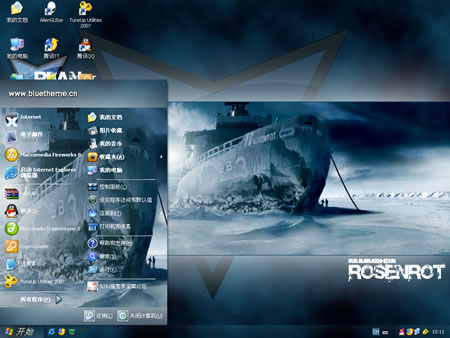 我的文档
AlienGUIse
TuneUp Utilities 2007
我的电脑
腾讯TT
腾讯QQ
www.bluetheme.cn
Internet
电子邮件
Macromedia Fireworks 8
启动 Internet Explorer 浏览器
WinRAR
腾讯QQ
Macromedia Dreamweaver 8
Logon Loader
TuneUp Utilities 2007
所有程序(P)
我的文档
图片收藏
我的音乐
收藏夹(A)
我的电脑
控制面板(C)
设定程序访问和默认值
连接到(T)
打印机和传真
帮助和支持(H)
搜索(S)
运行(R)...
注销(L)
关闭计算机(U)
RAMMSTEIN
ROSENROT
开始
CH
10:11